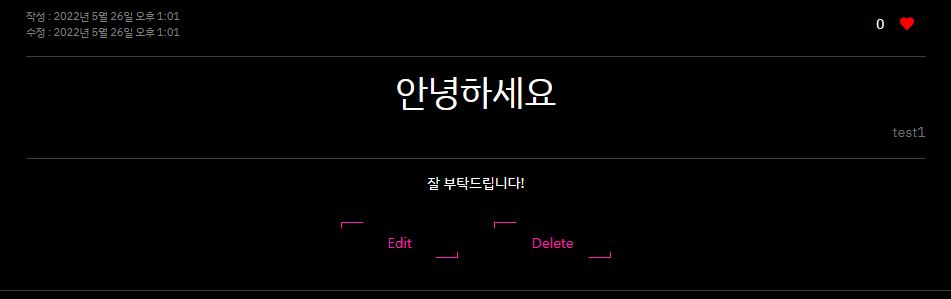 작성 : 2022년 5월 26일 오후 1:01
수정 : 2022년 5월 26일 오후 1:01
0
안녕하세요
test1
잘 부탁드립니다!
Edit
Delete